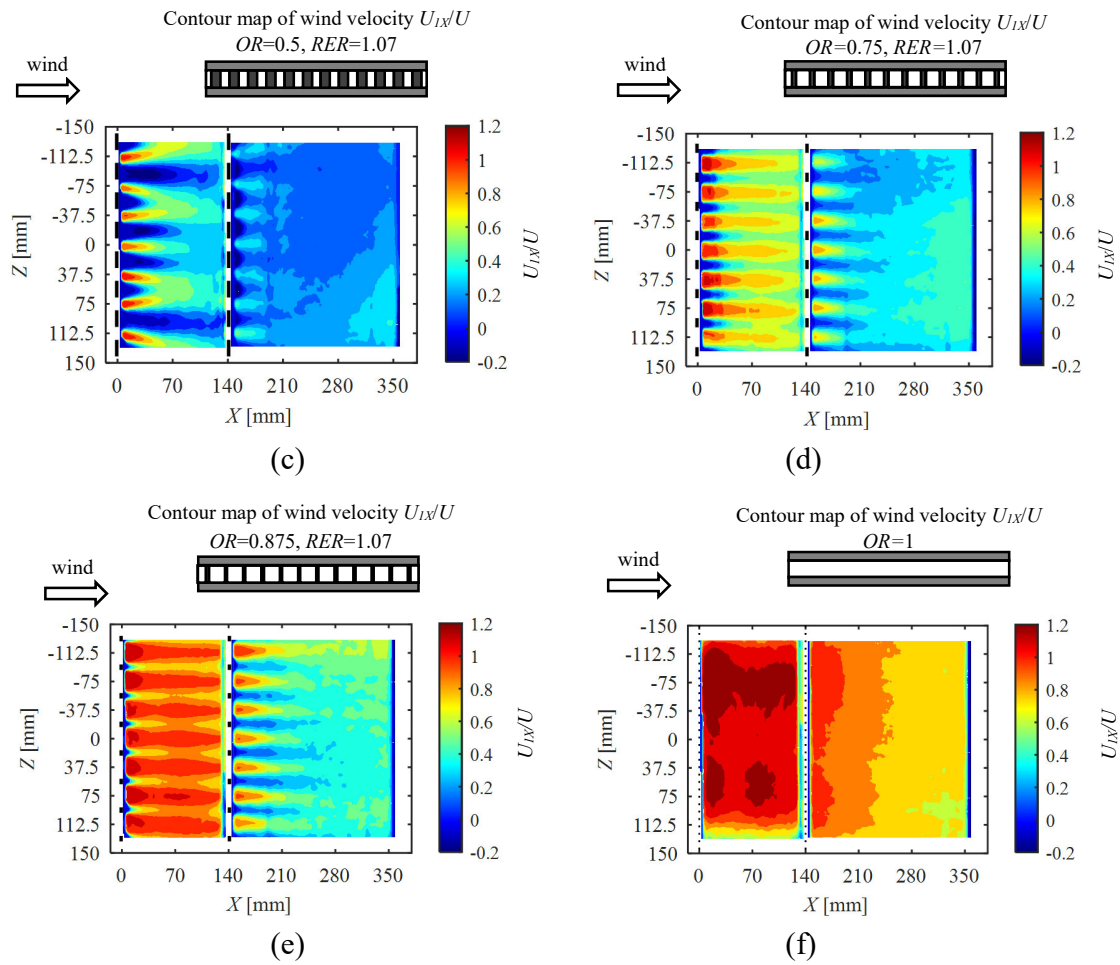 Contour map of wind velocity U1X/U
OR=0.5, RER=1.07
wind
-150
-112.5
-75
-37.5
0
37.5
75
112.5
150
Z [mm]
0 70 140 210 280 350
X [mm]
1.2
1
0.8
0.6
0.4
0.2
0
-0.2
U1X/U
(c)
Contour map of wind velocity U1X/U
OR=0.75, RER=1.07
wind
-150
-112.5
-75
-37.5
0
37.5
75
112.5
150
Z [mm]
0 70 140 210 280 350
X [mm]
1.2
1
0.8
0.6
0.4
0.2
0
-0.2
U1X/U
(d)
Contour map of wind velocity U1X/U
OR=0.875, RER=1.07
wind
-150
-112.5
-75
-37.5
0
37.5
75
112.5
150
Z [mm]
0 70 140 210 280 350
X [mm]
1.2
1
0.8
0.6
0.4
0.2
0
-0.2
U1X/U
(e)
Contour map of wind velocity U1X/U
OR=1
wind
-150
-112.5
-75
-37.5
0
37.5
75
112.5
150
Z [mm]
0 70 140 210 280 350
X [mm]
1.2
1
0.8
0.6
0.4
0.2
0
-0.2
U1X/U
(f)